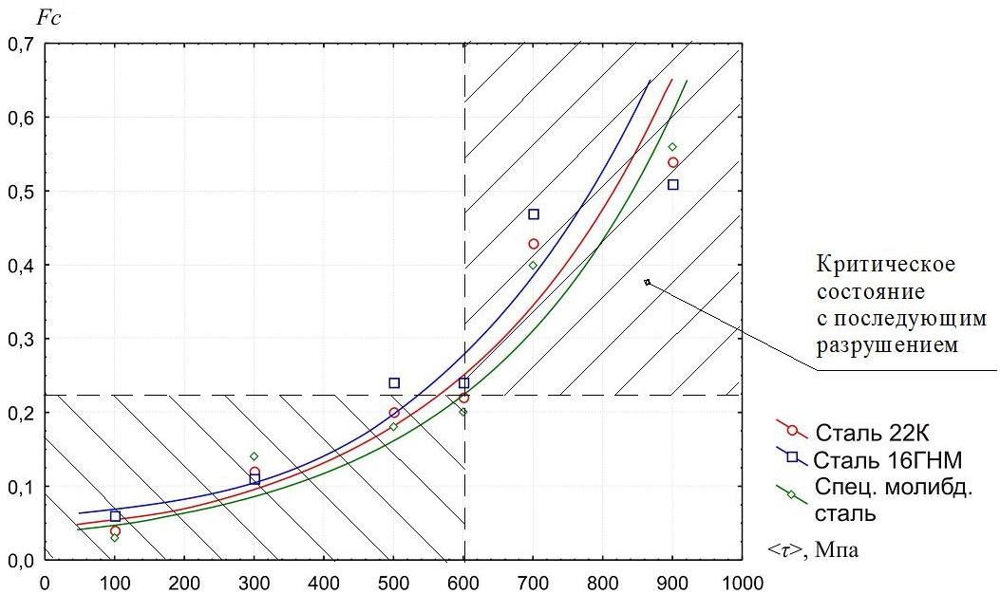 Fc
0,7
0,6
0,5
0,4
0,3
0,2
0,1
0,0
0 100 200 300 400 500 600 700 800 900 1000
Критическое
состояние
с последующим
разрушением
Сталь 22К
Сталь 16ГНМ
Спец. молибд.
сталь
<τ>, Мпа